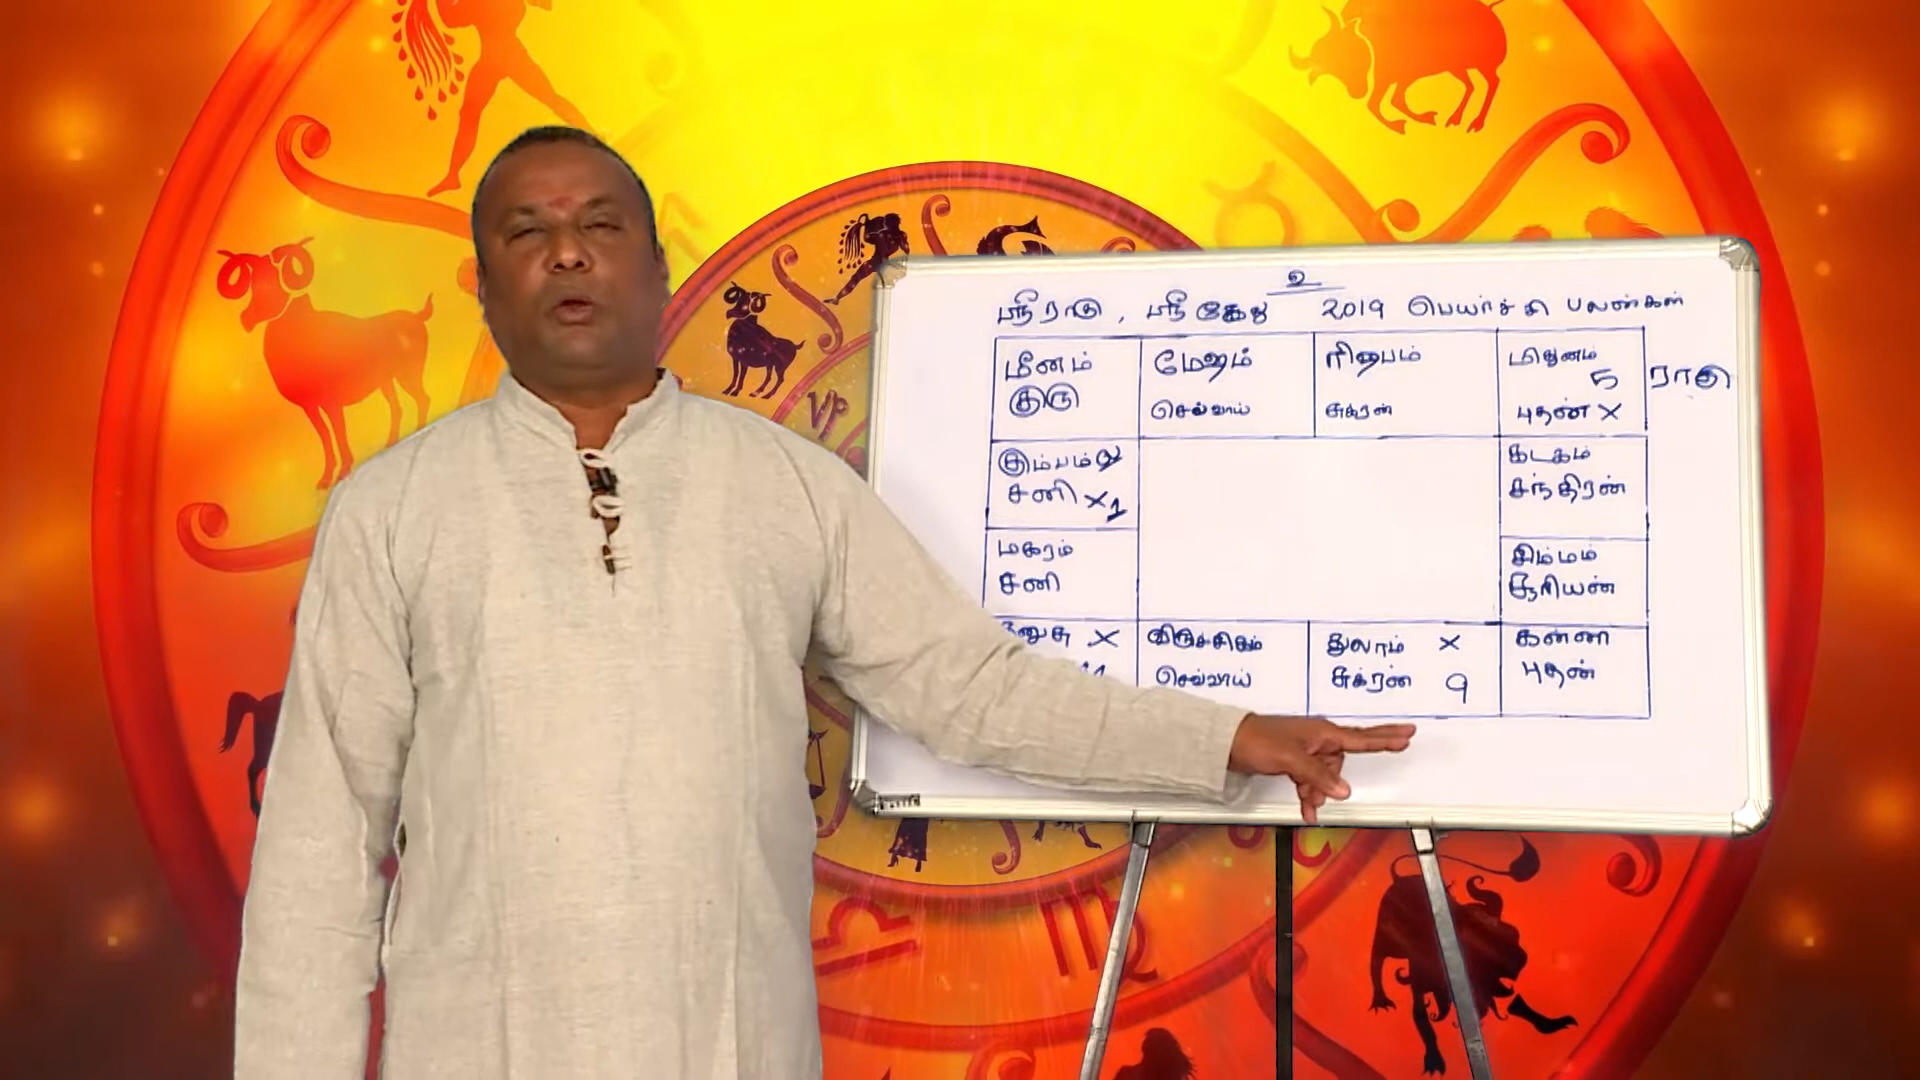 உ
ஸ்ரீ ராகு, ஸ்ரீ கேது 2019 பெயர்ச்சி பலன்கள்
மீனம்
குரு
மேஷம்
செவ்வாய்
ரிஷபம்
சுக்ரன்
மிதுனம்
5
புதன் X
ராகு
கும்பம்
சனி X 1
கடகம்
சந்திரன்
மகரம்
சனி
சிம்மம்
சூரியன்
தனுசு X
விருச்சிகம்
செவ்வாய்
துலாம் X
சுக்ரன் 9
கன்னி
புதன்